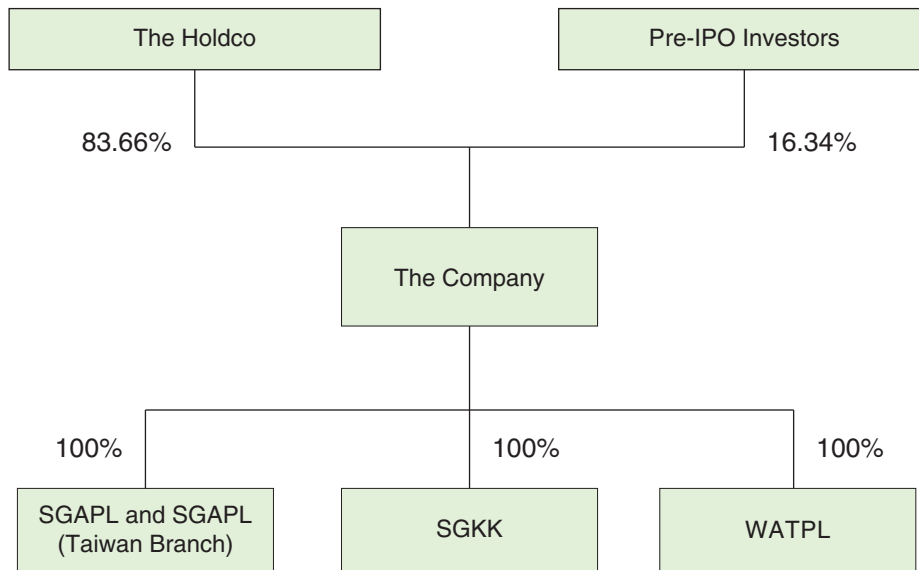 The Holdco
Pre-IPO Investors
83.66%
16.34%
The Company
100%
100%
100%
SGAPL and SGAPL
(Taiwan Branch)
SGKK
WATPL